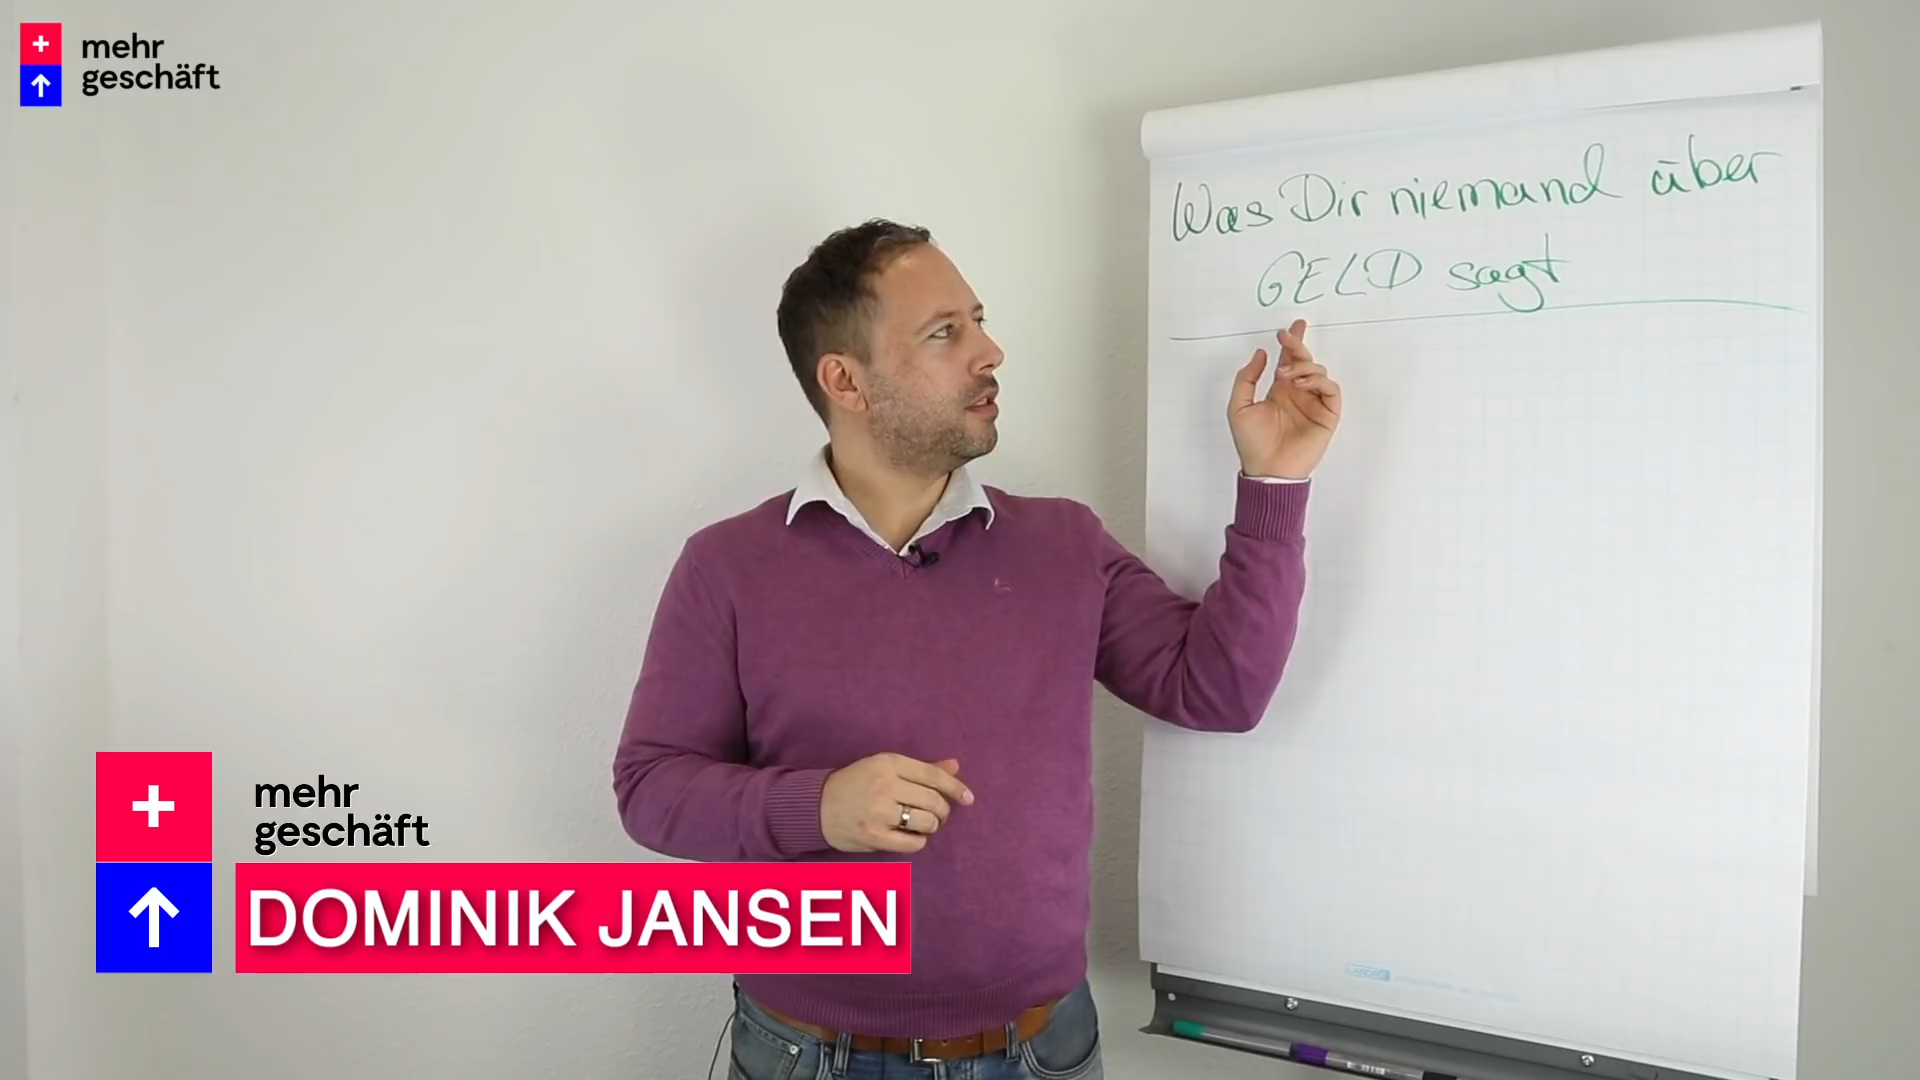 mehr
geschäft
Was Dir niemand über
GELD sagt
mehr
geschäft
DOMINIK JANSEN